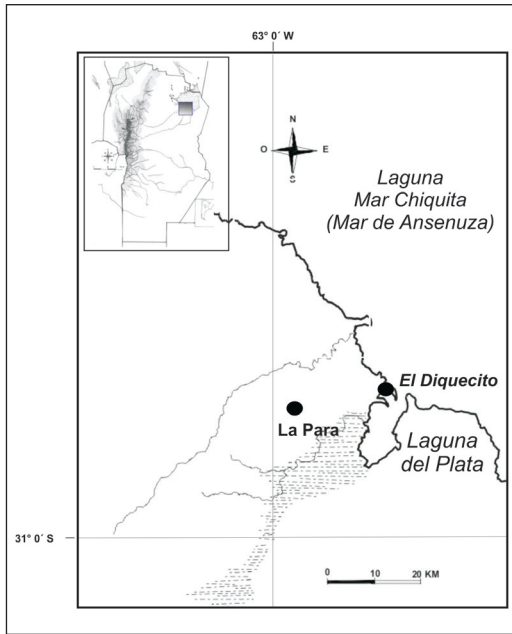 63° 0´ W
N
O
E
S
Laguna
Mar Chiquita
(Mar de Ansenuza)
El Diquecito
La Para
Laguna
del Plata
31° 0´ S
0 10 20 KM